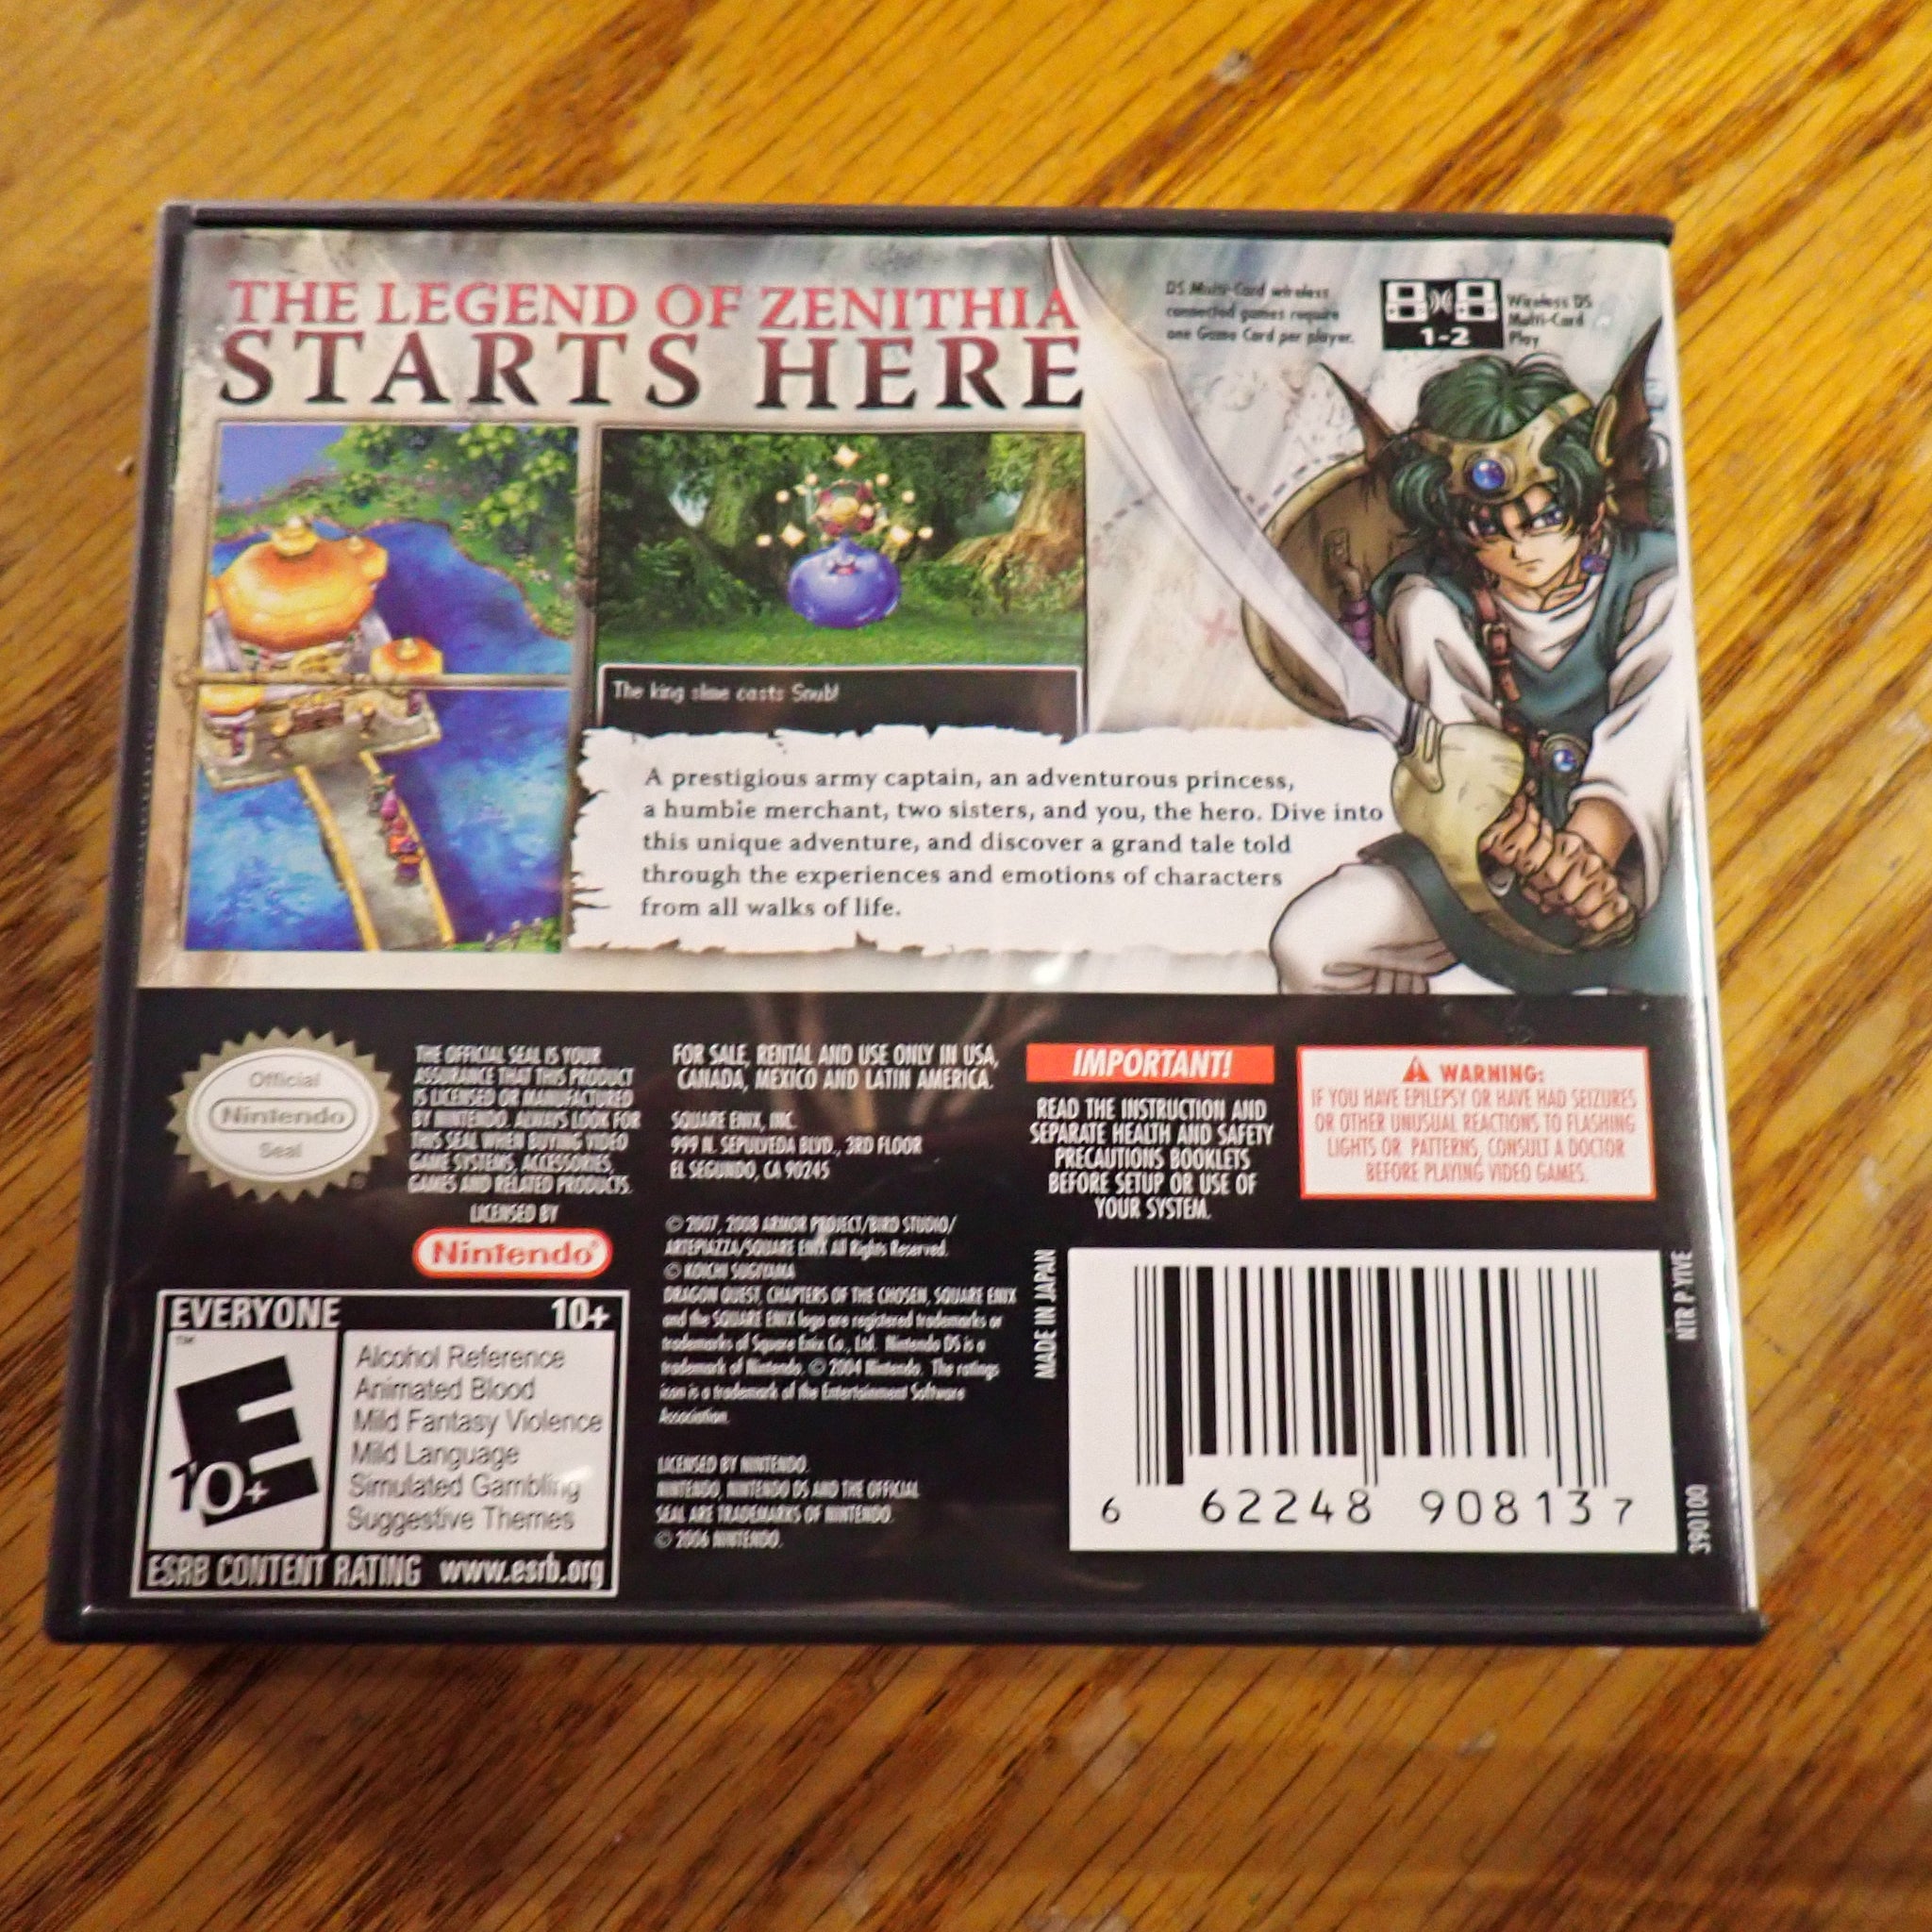 THE LEGEND OF ZENITHIA
STARTS HERE
DS Multi-Card wireless
connected games require
one Game Card per player.
1-2
Wireless DS
Multi-Card
Play
The king slime casts Snub!
A prestigious army captain, an adventurous princess,
a humble merchant, two sisters, and you, the hero. Dive into
this unique adventure, and discover a grand tale told
through the experiences and emotions of characters
from all walks of life.
Official
Nintendo
Seal
THE OFFICIAL SEAL IS YOUR
ASSURANCE THAT THIS PRODUCT
IS LICENSED OR MANUFACTURED
BY NINTENDO. ALWAYS LOOK FOR
THIS SEAL WHEN BUYING VIDEO
GAME SYSTEMS, ACCESSORIES,
GAMES AND RELATED PRODUCTS.
LICENSED BY
Nintendo®
EVERYONE 10+
™
E
10+
Alcohol Reference
Animated Blood
Mild Fantasy Violence
Mild Language
Simulated Gambling
Suggestive Themes
ESRB CONTENT RATING www.esrb.org
FOR SALE, RENTAL AND USE ONLY IN USA,
CANADA, MEXICO AND LATIN AMERICA.
SQUARE ENIX, INC.
999 N. SEPULVEDA BLVD., 3RD FLOOR
EL SEGUNDO, CA 90245
© 2007, 2008 ARMOR PROJECT/BIRD STUDIO/
ARTEPIAZZA/SQUARE ENIX All Rights Reserved.
© KOICHI SUGIYAMA
DRAGON QUEST, CHAPTERS OF THE CHOSEN, SQUARE ENIX
and the SQUARE ENIX logo are registered trademarks or
trademarks of Square Enix Co., Ltd. Nintendo DS is a
trademark of Nintendo. © 2004 Nintendo. The ratings
icon is a trademark of the Entertainment Software
Association.
LICENSED BY NINTENDO.
NINTENDO, NINTENDO DS AND THE OFFICIAL
SEAL ARE TRADEMARKS OF NINTENDO.
© 2006 NINTENDO.
IMPORTANT!
READ THE INSTRUCTION AND
SEPARATE HEALTH AND SAFETY
PRECAUTIONS BOOKLETS
BEFORE SETUP OR USE OF
YOUR SYSTEM.
WARNING:
IF YOU HAVE EPILEPSY OR HAVE HAD SEIZURES
OR OTHER UNUSUAL REACTIONS TO FLASHING
LIGHTS OR PATTERNS, CONSULT A DOCTOR
BEFORE PLAYING VIDEO GAMES.
MADE IN JAPAN
6 62248 90813 7
NTR P YIVE
390100